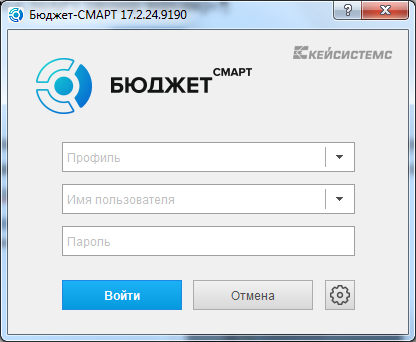 Бюджет-СМАРТ 17.2.24.9190
КЕЙСИСТЕМС
БЮДЖЕТ СМАРТ
Профиль
Имя пользователя
Пароль
Войти
Отмена